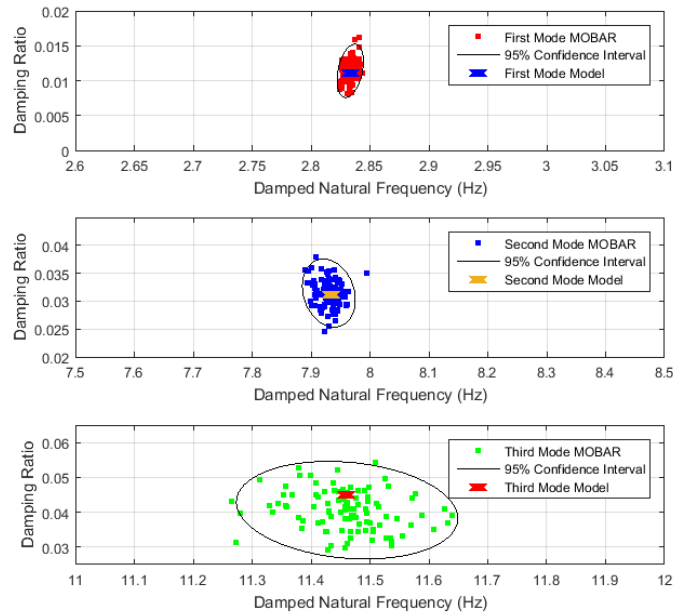 0.02
0.015
0.01
0.005
0
Damping Ratio
First Mode MOBAR
95% Confidence Interval
First Mode Model
2.6 2.65 2.7 2.75 2.8 2.85 2.9 2.95 3 3.05 3.1
Damped Natural Frequency (Hz)
0.04
0.035
0.03
0.025
0.02
Damping Ratio
Second Mode MOBAR
95% Confidence Interval
Second Mode Model
7.5 7.6 7.7 7.8 7.9 8 8.1 8.2 8.3 8.4 8.5
Damped Natural Frequency (Hz)
0.06
0.05
0.04
0.03
Damping Ratio
Third Mode MOBAR
95% Confidence Interval
Third Mode Model
11 11.1 11.2 11.3 11.4 11.5 11.6 11.7 11.8 11.9 12
Damped Natural Frequency (Hz)